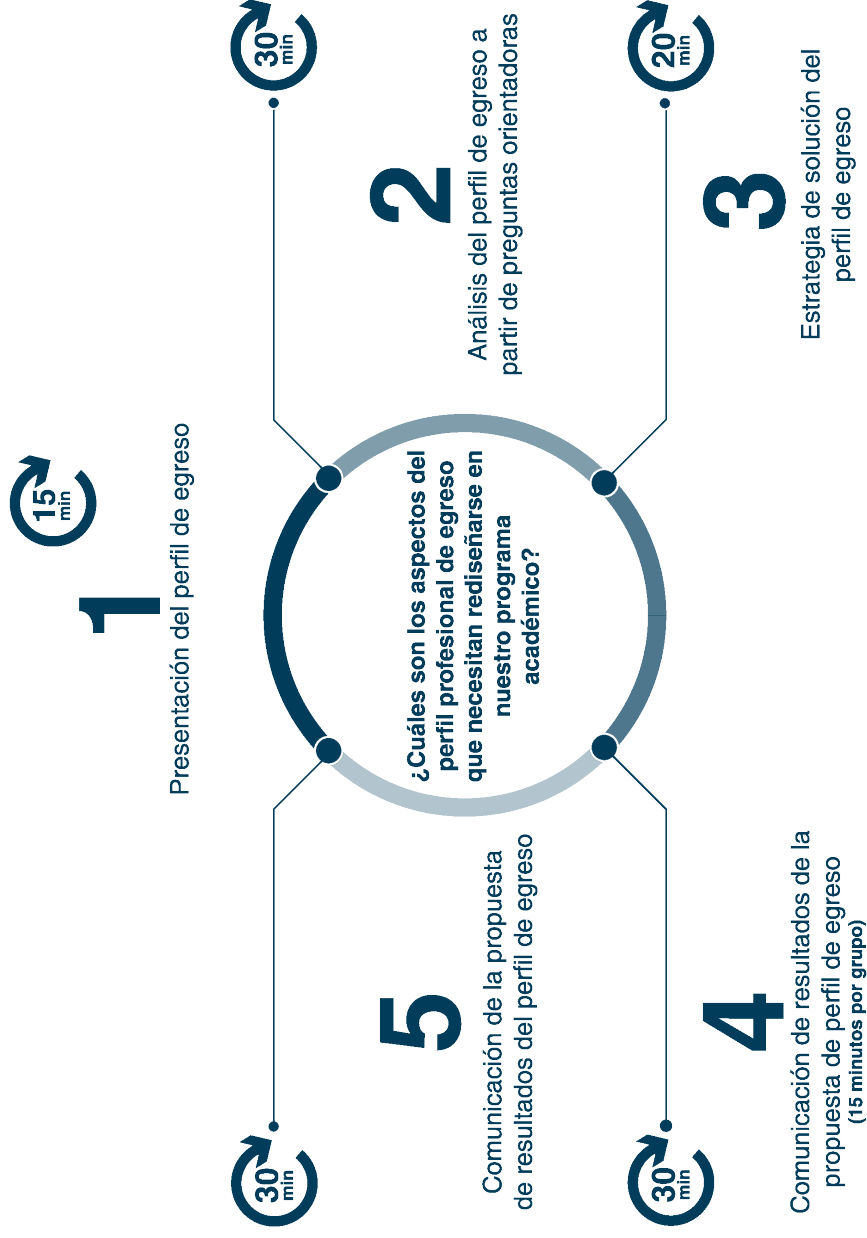 15
min
1
Presentación del perfil de egreso
30
min
2
Análisis del perfil de egreso a
partir de preguntas orientadoras
20
min
3
Estrategia de solución del
perfil de egreso
30
min
4
Comunicación de resultados de la
propuesta de perfil de egreso
(15 minutos por grupo)
30
min
5
Comunicación de la propuesta
de resultados del perfil de egreso
¿Cuáles son los aspectos del
perfil profesional de egreso
que necesitan rediseñarse en
nuestro programa
académico?